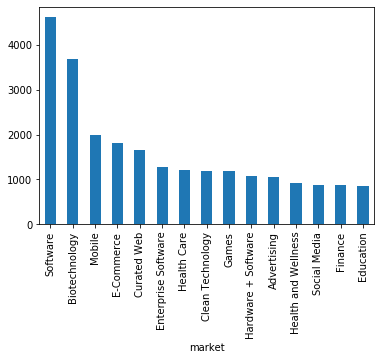 4000
3000
2000
1000
0
Software
Biotechnology
Mobile
E-Commerce
Curated Web
Enterprise Software
Health Care
Clean Technology
Games
Hardware + Software
Advertising
Health and Wellness
Social Media
Finance
Education
market